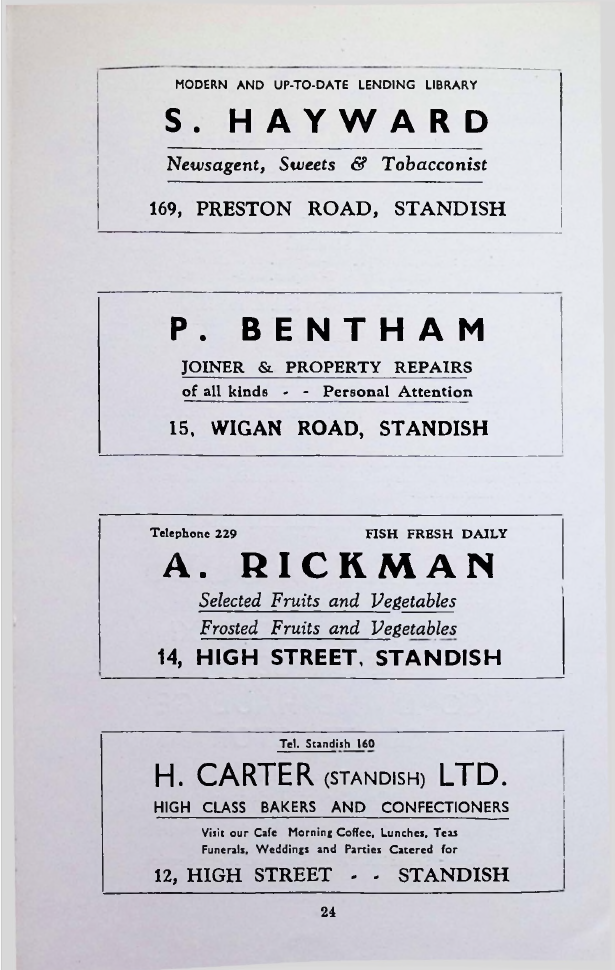 MODERN AND UP-TO-DATE LENDING LIBRARY
S. HAYWARD
Newsagent, Sweets & Tobacconist
169, PRESTON ROAD, STANDISH
P. BENTHAM
JOINER & PROPERTY REPAIRS
of all kinds - - Personal Attention
15, WIGAN ROAD, STANDISH
Telephone 229 FISH FRESH DAILY
A. RICKMAN
Selected Fruits and Vegetables
Frosted Fruits and Vegetables
14, HIGH STREET, STANDISH
Tel. Standish 160
H. CARTER (STANDISH) LTD.
HIGH CLASS BAKERS AND CONFECTIONERS
Visit our Cafe Morning Coffee, Lunches, Teas
Funerals, Weddings and Parties Catered for
12, HIGH STREET - - STANDISH
24